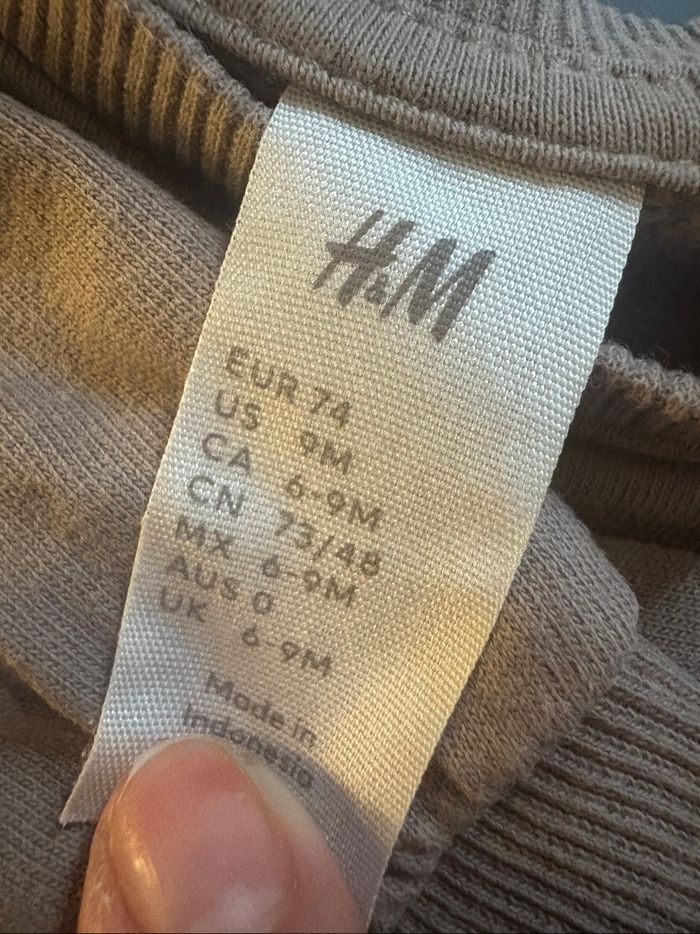 H&M
EUR 74
US 9M
CA 6-9M
CN 73/48
MX 6-9M
AUS 0
UK 6-9M
Made in
Indonesia